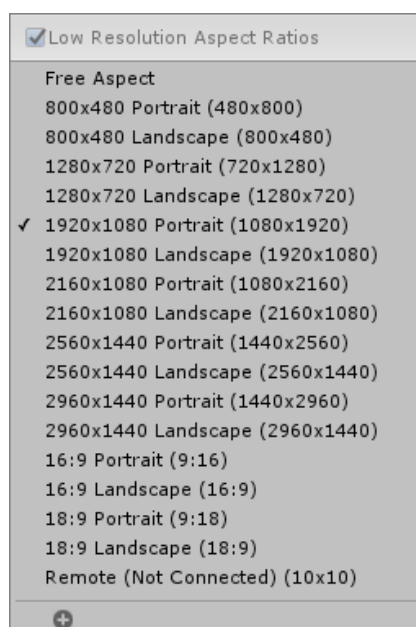 Low Resolution Aspect Ratios
Free Aspect
800x480 Portrait (480x800)
800x480 Landscape (800x480)
1280x720 Portrait (720x1280)
1280x720 Landscape (1280x720)
1920x1080 Portrait (1080x1920)
1920x1080 Landscape (1920x1080)
2160x1080 Portrait (1080x2160)
2160x1080 Landscape (2160x1080)
2560x1440 Portrait (1440x2560)
2560x1440 Landscape (2560x1440)
2960x1440 Portrait (1440x2960)
2960x1440 Landscape (2960x1440)
16:9 Portrait (9:16)
16:9 Landscape (16:9)
18:9 Portrait (9:18)
18:9 Landscape (18:9)
Remote (Not Connected) (10x10)